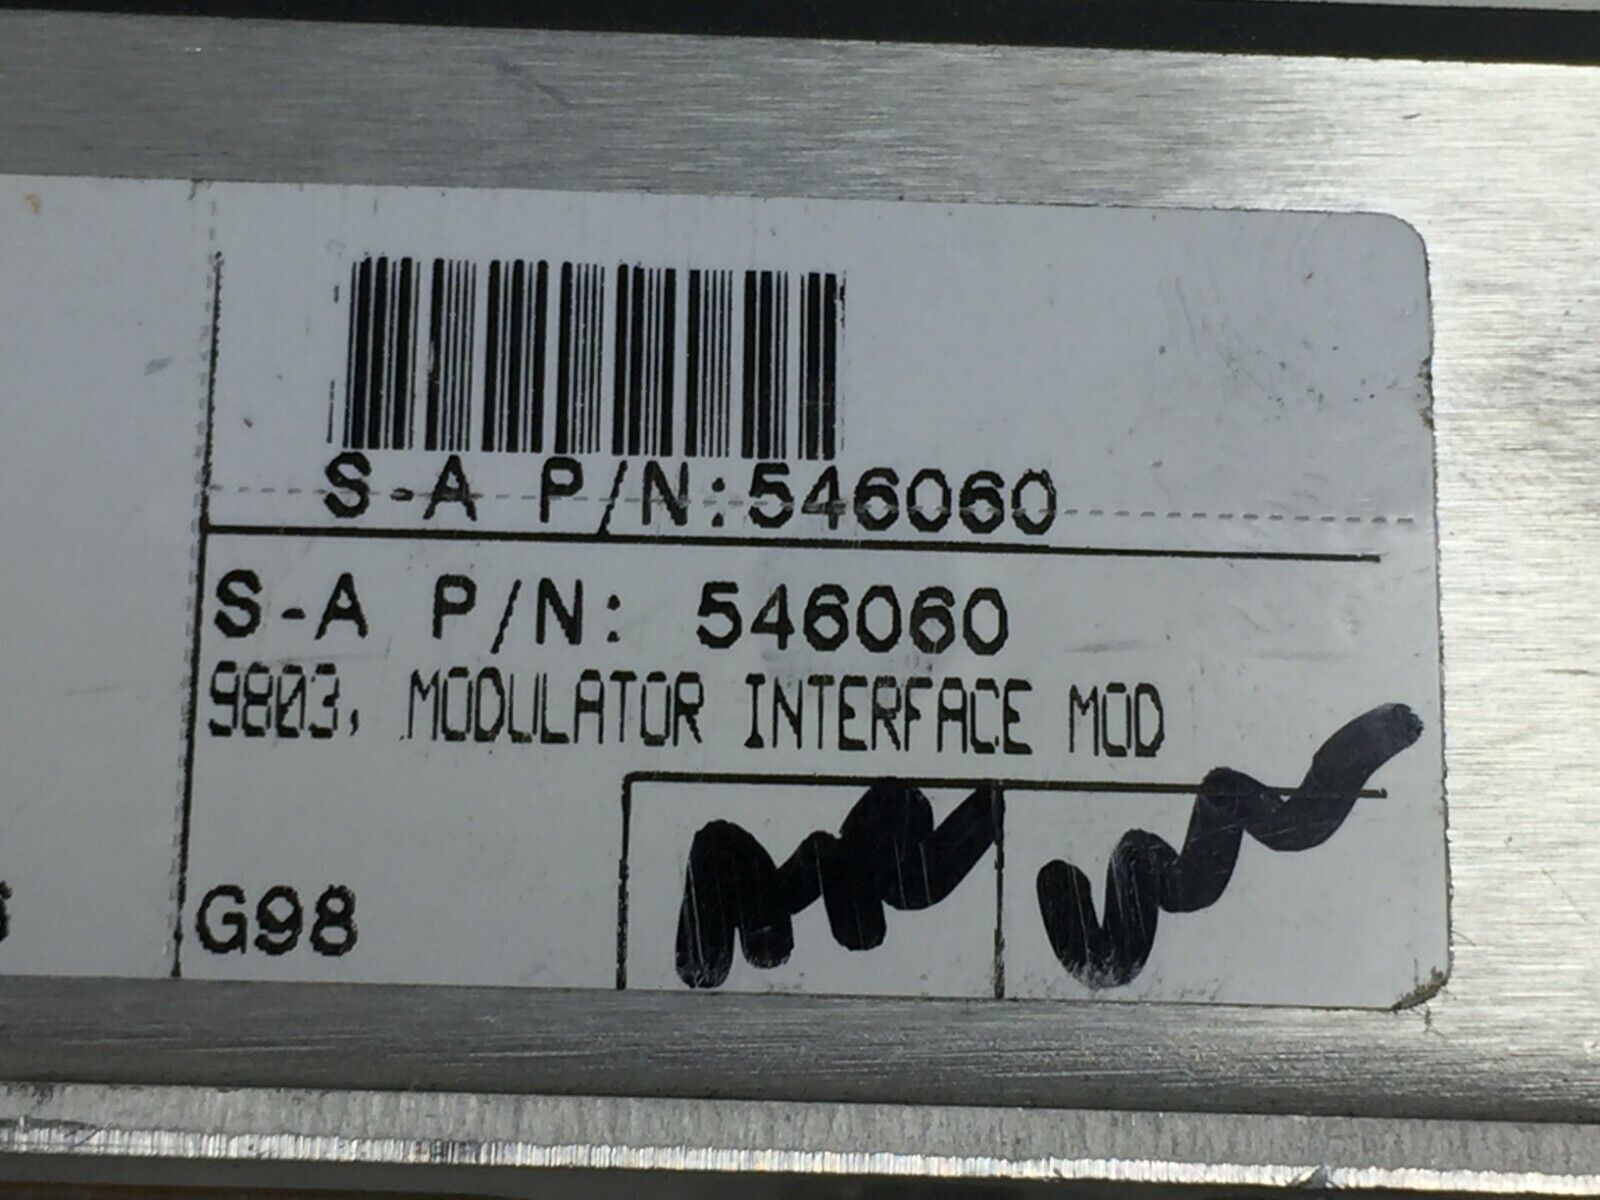 S-A P/N:546060
S-A P/N: 546060
9803, MODULATOR INTERFACE MOD
G98